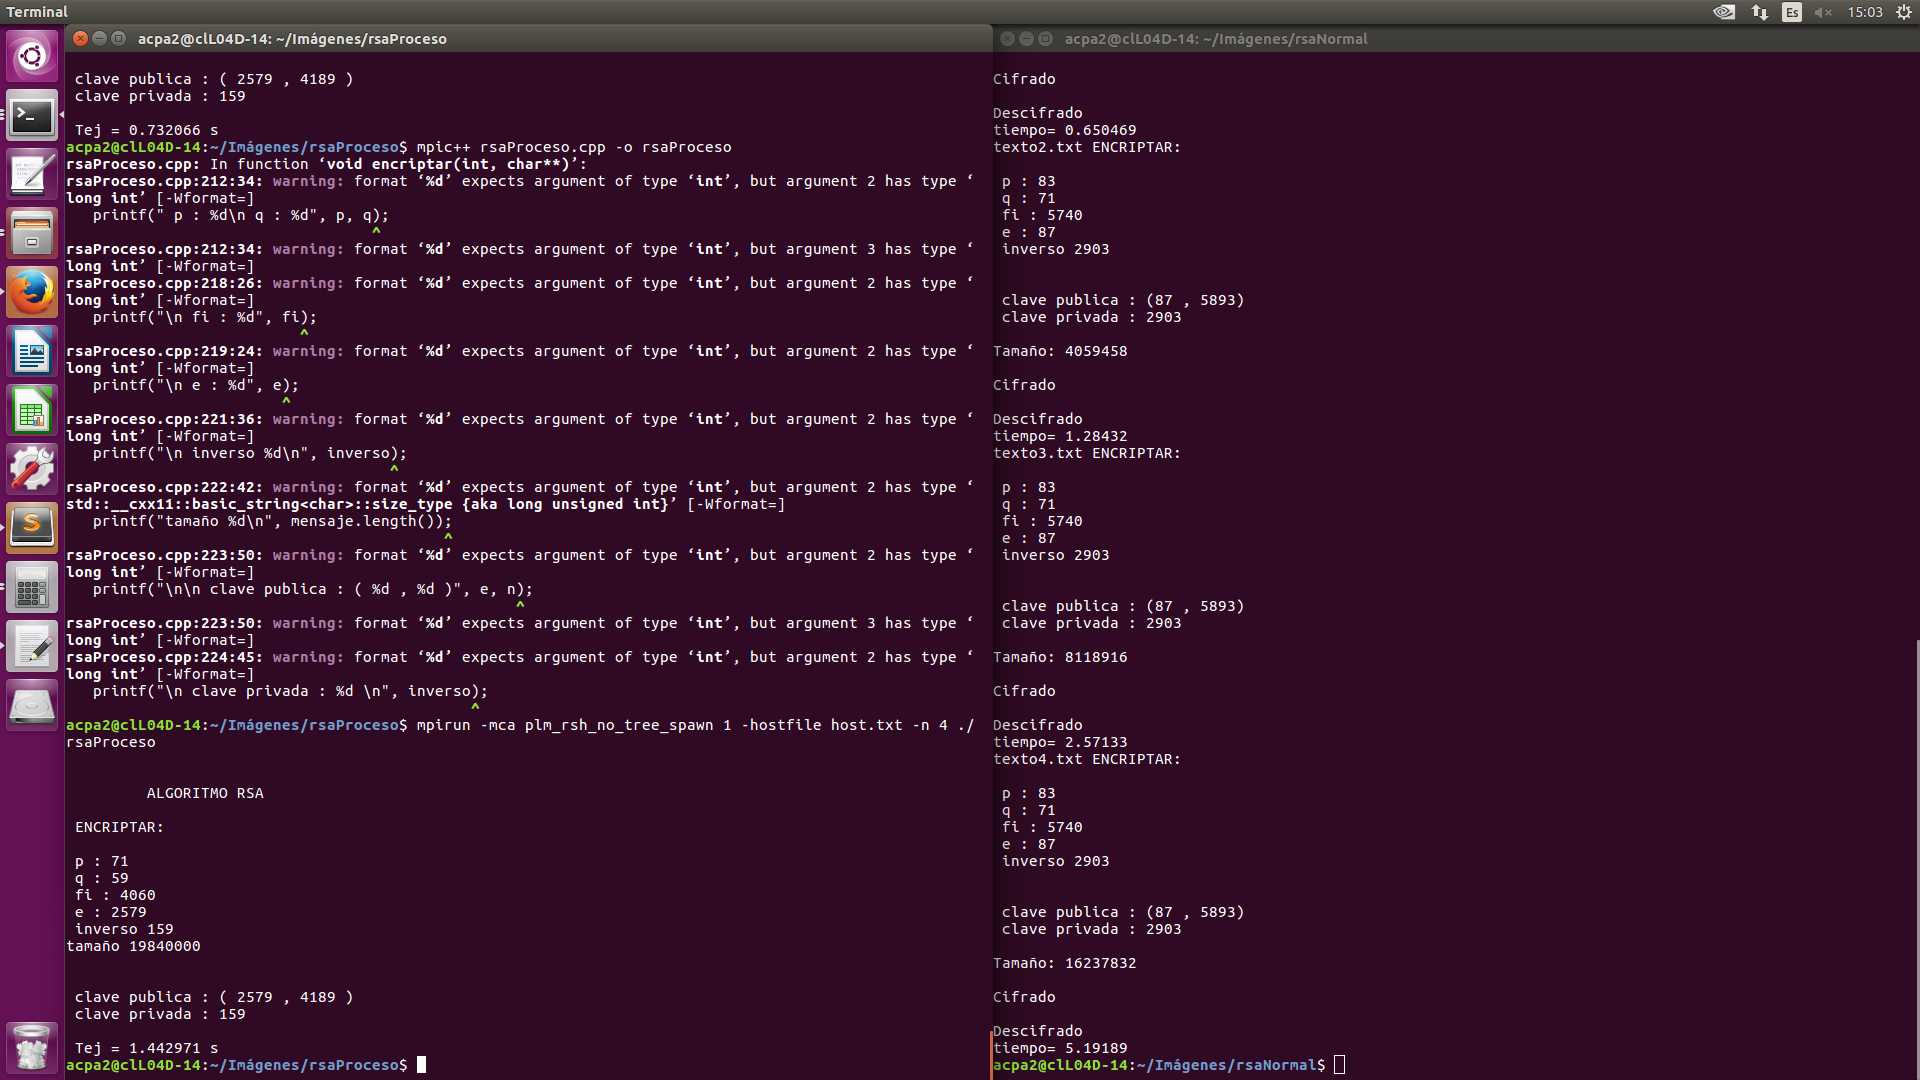 Terminal
Es
15:03
acpa2@clL04D-14: ~/Imágenes/rsaProceso
clave publica : ( 2579 , 4189 )
clave privada : 159
Tej = 0.732066 s
acpa2@clL04D-14:~/Imágenes/rsaProceso$ mpic++ rsaProceso.cpp -o rsaProceso
rsaProceso.cpp: In function ‘void encriptar(int, char**)’:
rsaProceso.cpp:212:34: warning: format ‘%d’ expects argument of type ‘int’, but argument 2 has type ‘
long int’ [-Wformat=]
printf(" p : %d\n q : %d", p, q);
^
rsaProceso.cpp:212:34: warning: format ‘%d’ expects argument of type ‘int’, but argument 3 has type ‘
long int’ [-Wformat=]
rsaProceso.cpp:218:26: warning: format ‘%d’ expects argument of type ‘int’, but argument 2 has type ‘
long int’ [-Wformat=]
printf("\n fi : %d", fi);
^
rsaProceso.cpp:219:24: warning: format ‘%d’ expects argument of type ‘int’, but argument 2 has type ‘
long int’ [-Wformat=]
printf("\n e : %d", e);
^
rsaProceso.cpp:221:36: warning: format ‘%d’ expects argument of type ‘int’, but argument 2 has type ‘
long int’ [-Wformat=]
printf("\n inverso %d\n", inverso);
^
rsaProceso.cpp:222:42: warning: format ‘%d’ expects argument of type ‘int’, but argument 2 has type ‘
std::__cxx11::basic_string<char>::size_type {aka long unsigned int}’ [-Wformat=]
printf("tamaño %d\n", mensaje.length());
^
rsaProceso.cpp:223:50: warning: format ‘%d’ expects argument of type ‘int’, but argument 2 has type ‘
long int’ [-Wformat=]
printf("\n\n clave publica : ( %d , %d )", e, n);
^
rsaProceso.cpp:223:50: warning: format ‘%d’ expects argument of type ‘int’, but argument 3 has type ‘
long int’ [-Wformat=]
rsaProceso.cpp:224:45: warning: format ‘%d’ expects argument of type ‘int’, but argument 2 has type ‘
long int’ [-Wformat=]
printf("\n clave privada : %d \n", inverso);
^
acpa2@clL04D-14:~/Imágenes/rsaProceso$ mpirun -mca plm_rsh_no_tree_spawn 1 -hostfile host.txt -n 4 ./
rsaProceso
ALGORITMO RSA
ENCRIPTAR:
p : 71
q : 59
fi : 4060
e : 2579
inverso 159
tamaño 19840000
clave publica : ( 2579 , 4189 )
clave privada : 159
Tej = 1.442971 s
acpa2@clL04D-14:~/Imágenes/rsaProceso$
acpa2@clL04D-14: ~/Imágenes/rsaNormal
Cifrado
Descifrado
tiempo= 0.650469
texto2.txt ENCRIPTAR:
p : 83
q : 71
fi : 5740
e : 87
inverso 2903
clave publica : (87 , 5893)
clave privada : 2903
Tamaño: 4059458
Cifrado
Descifrado
tiempo= 1.28432
texto3.txt ENCRIPTAR:
p : 83
q : 71
fi : 5740
e : 87
inverso 2903
clave publica : (87 , 5893)
clave privada : 2903
Tamaño: 8118916
Cifrado
Descifrado
tiempo= 2.57133
texto4.txt ENCRIPTAR:
p : 83
q : 71
fi : 5740
e : 87
inverso 2903
clave publica : (87 , 5893)
clave privada : 2903
Tamaño: 16237832
Cifrado
Descifrado
tiempo= 5.19189
acpa2@clL04D-14:~/Imágenes/rsaNormal$